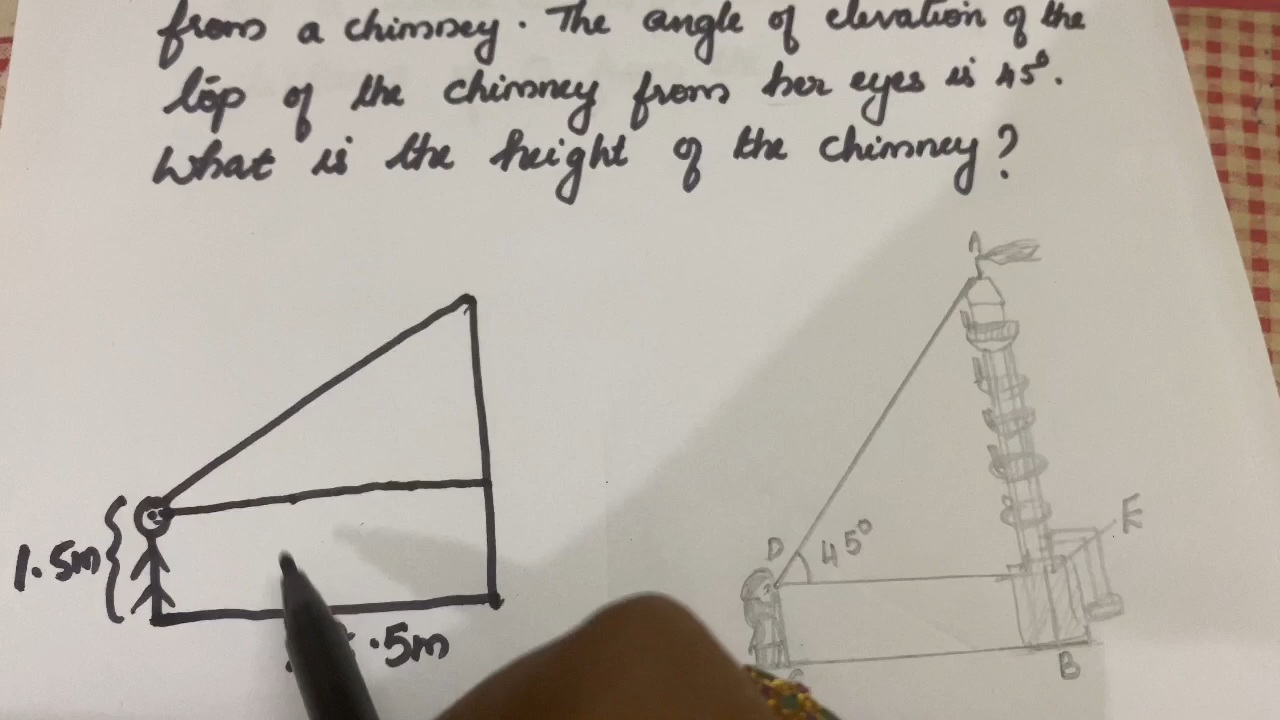 from a chimney. The angle of elevation of the
top of the chimney from her eyes is 45°.
What is the height of the chimney?
A
E
45°
D
1.5m
.5m
B